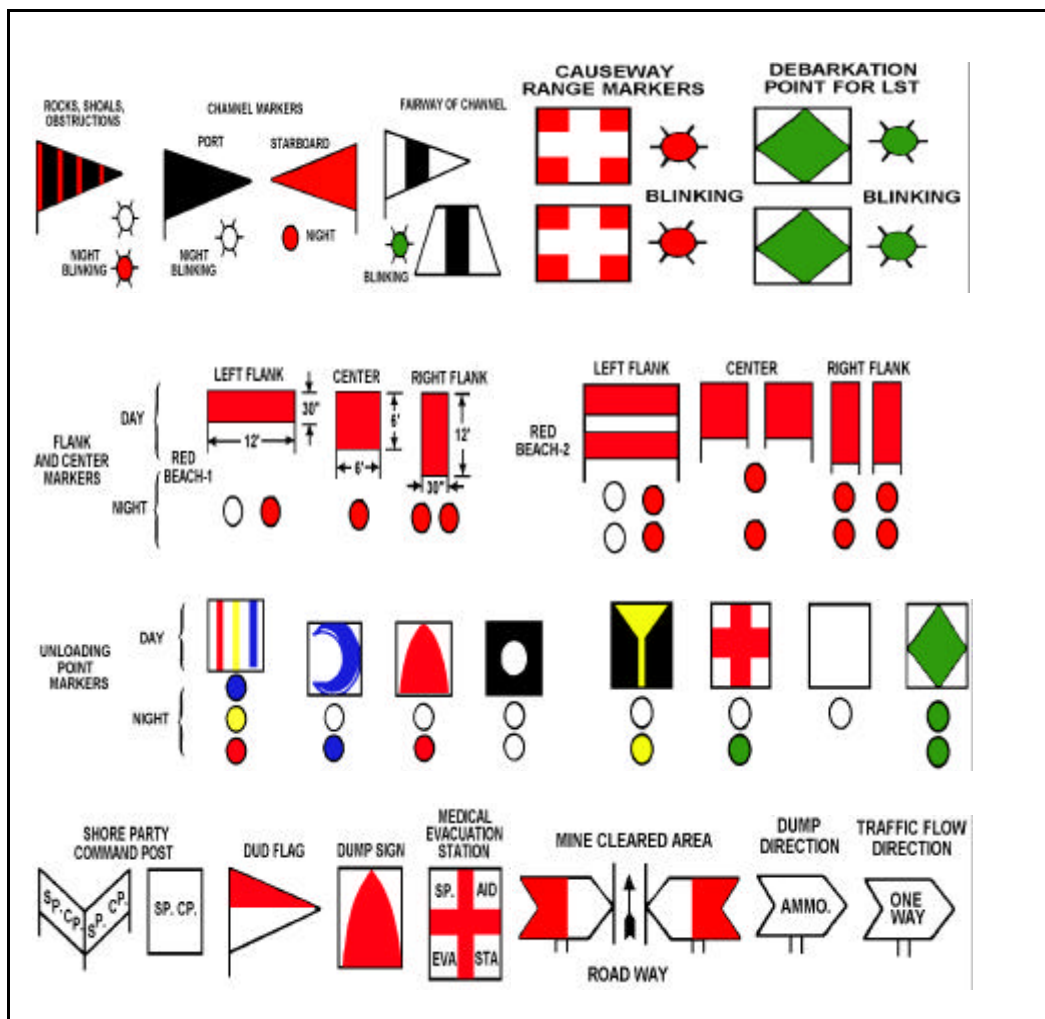 ROCKS, SHOALS,
OBSTRUCTIONS
NIGHT
BLINKING
CHANNEL MARKERS
PORT
NIGHT
BLINKING
STARBOARD
NIGHT
FAIRWAY OF CHANNEL
BLINKING
CAUSEWAY
RANGE MARKERS
BLINKING
DEBARKATION
POINT FOR LST
BLINKING
FLANK
AND CENTER
MARKERS
DAY
NIGHT
RED
BEACH-1
LEFT FLANK
30"
12'
CENTER
6'
6'
RIGHT FLANK
12'
30"
RED
BEACH-2
LEFT FLANK
CENTER
RIGHT FLANK
UNLOADING
POINT
MARKERS
DAY
NIGHT
SHORE PARTY
COMMAND POST
SP. CP.
SP. CP.
SP. CP.
DUD FLAG
DUMP SIGN
MEDICAL
EVACUATION
STATION
SP. AID
EVA STA
MINE CLEARED AREA
ROAD WAY
DUMP
DIRECTION
AMMO.
TRAFFIC FLOW
DIRECTION
ONE
WAY